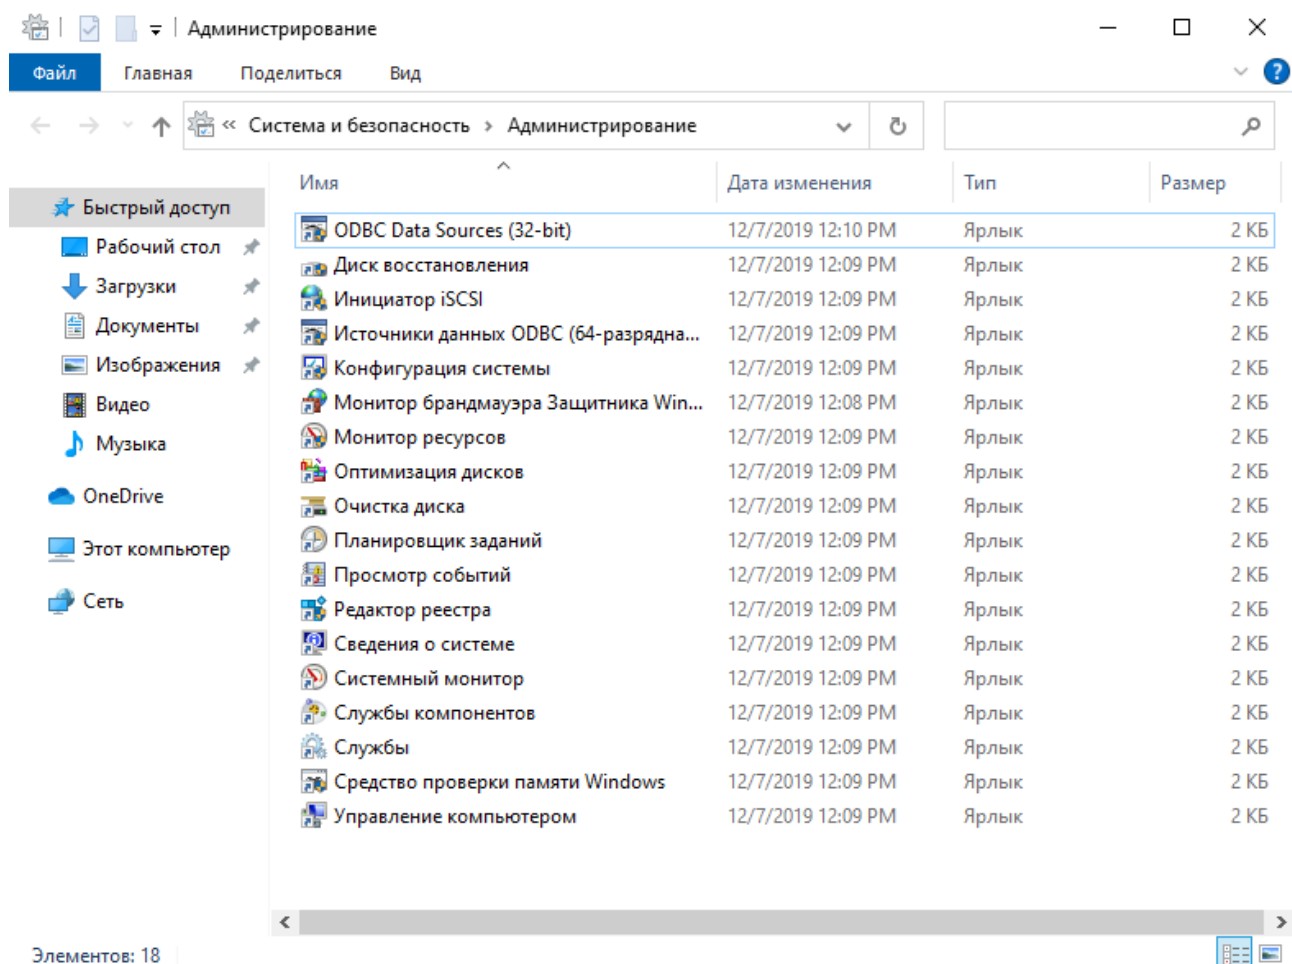 Администрирование
Файл Главная Поделиться Вид
« Система и безопасность › Администрирование
Имя Дата изменения Тип Размер
Быстрый доступ
Рабочий стол
Загрузки
Документы
Изображения
Видео
Музыка
OneDrive
Этот компьютер
Сеть
ODBC Data Sources (32-bit) 12/7/2019 12:10 PM Ярлык 2 КБ
Диск восстановления 12/7/2019 12:09 PM Ярлык 2 КБ
Инициатор iSCSI 12/7/2019 12:09 PM Ярлык 2 КБ
Источники данных ODBC (64-разрядна... 12/7/2019 12:09 PM Ярлык 2 КБ
Конфигурация системы 12/7/2019 12:09 PM Ярлык 2 КБ
Монитор брандмауэра Защитника Win... 12/7/2019 12:08 PM Ярлык 2 КБ
Монитор ресурсов 12/7/2019 12:09 PM Ярлык 2 КБ
Оптимизация дисков 12/7/2019 12:09 PM Ярлык 2 КБ
Очистка диска 12/7/2019 12:09 PM Ярлык 2 КБ
Планировщик заданий 12/7/2019 12:09 PM Ярлык 2 КБ
Просмотр событий 12/7/2019 12:09 PM Ярлык 2 КБ
Редактор реестра 12/7/2019 12:09 PM Ярлык 2 КБ
Сведения о системе 12/7/2019 12:09 PM Ярлык 2 КБ
Системный монитор 12/7/2019 12:09 PM Ярлык 2 КБ
Службы компонентов 12/7/2019 12:09 PM Ярлык 2 КБ
Службы 12/7/2019 12:09 PM Ярлык 2 КБ
Средство проверки памяти Windows 12/7/2019 12:09 PM Ярлык 2 КБ
Управление компьютером 12/7/2019 12:09 PM Ярлык 2 КБ
Элементов: 18